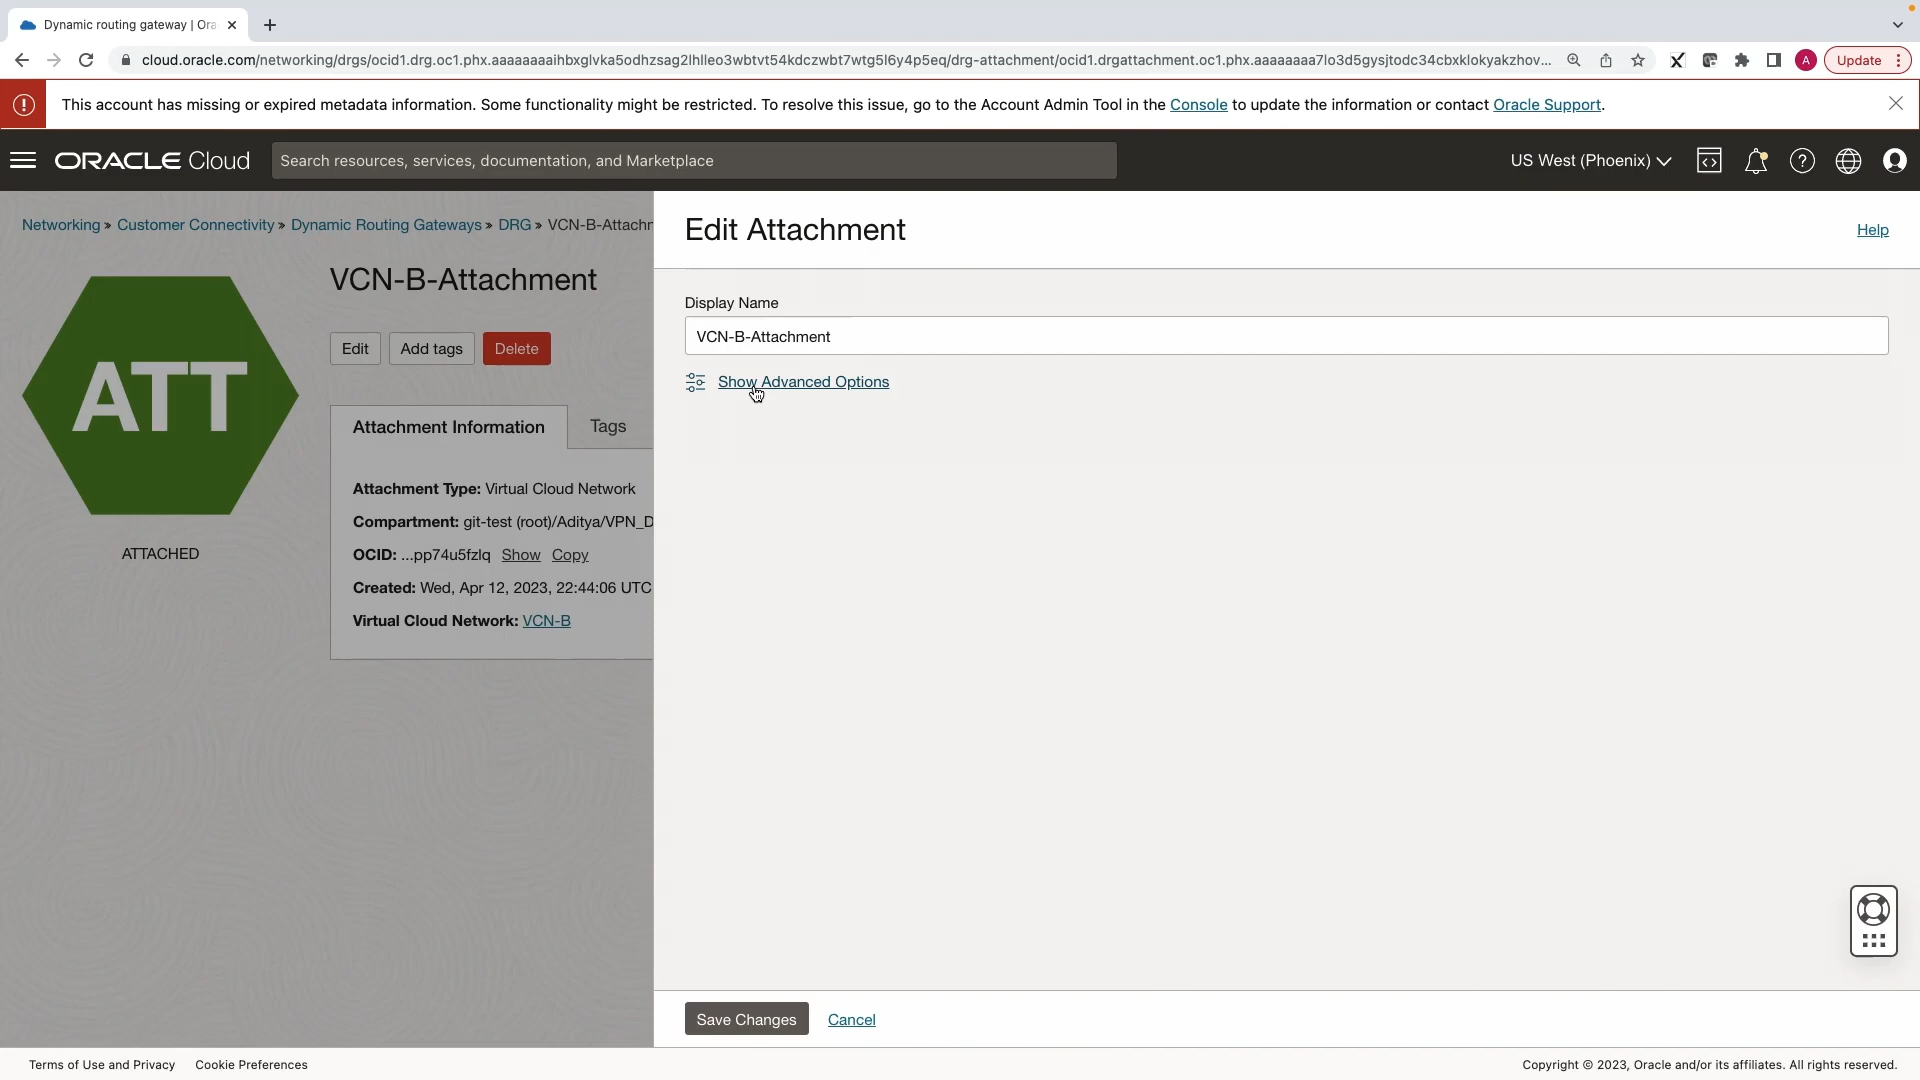 Dynamic routing gateway | Ora
cloud.oracle.com/networking/drgs/ocid1.drg.oc1.phx.aaaaaaaaihbxglvka5odhzsag2lhlleo3wbtvt54kdczwbt7wtg5l6y4p5eq/drg-attachment/ocid1.drgattachment.oc1.phx.aaaaaaaa7lo3d5gysjtodc34cbxklokyakzhov...
A
Update
This account has missing or expired metadata information. Some functionality might be restricted. To resolve this issue, go to the Account Admin Tool in the Console to update the information or contact Oracle Support.
ORACLE Cloud
Search resources, services, documentation, and Marketplace
US West (Phoenix)
Networking » Customer Connectivity » Dynamic Routing Gateways » DRG » VCN-B-Attachm
ATT
ATTACHED
VCN-B-Attachment
Edit
Add tags
Delete
Attachment Information
Tags
Attachment Type: Virtual Cloud Network
Compartment: git-test (root)/Aditya/VPN_D
OCID: ...pp74u5fzlq Show Copy
Created: Wed, Apr 12, 2023, 22:44:06 UTC
Virtual Cloud Network: VCN-B
Edit Attachment
Help
Display Name
VCN-B-Attachment
Show Advanced Options
Save Changes
Cancel
Terms of Use and Privacy
Cookie Preferences
Copyright © 2023, Oracle and/or its affiliates. All rights reserved.